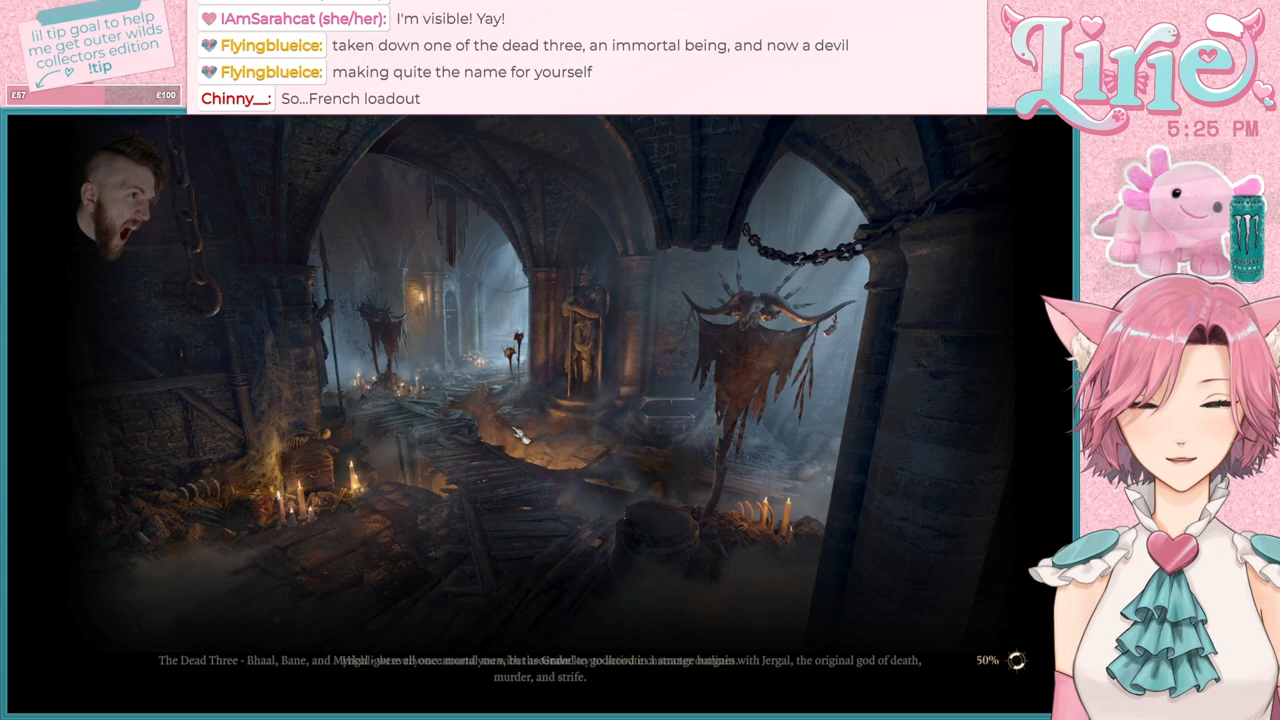 lil tip goal to help
me get outer wilds
collectors edition
!tip
£57
£100
IAmSarahcat (she/her): I'm visible! Yay!
Flyingblueice: taken down one of the dead three, an immortal being, and now a devil
Flyingblueice: making quite the name for yourself
Chinny__: So...French loadout
Lirie
5:25 PM
The Dead Three - Bhaal, Bane, and with Jergal, the original god of death,
murder, and strife.
50%